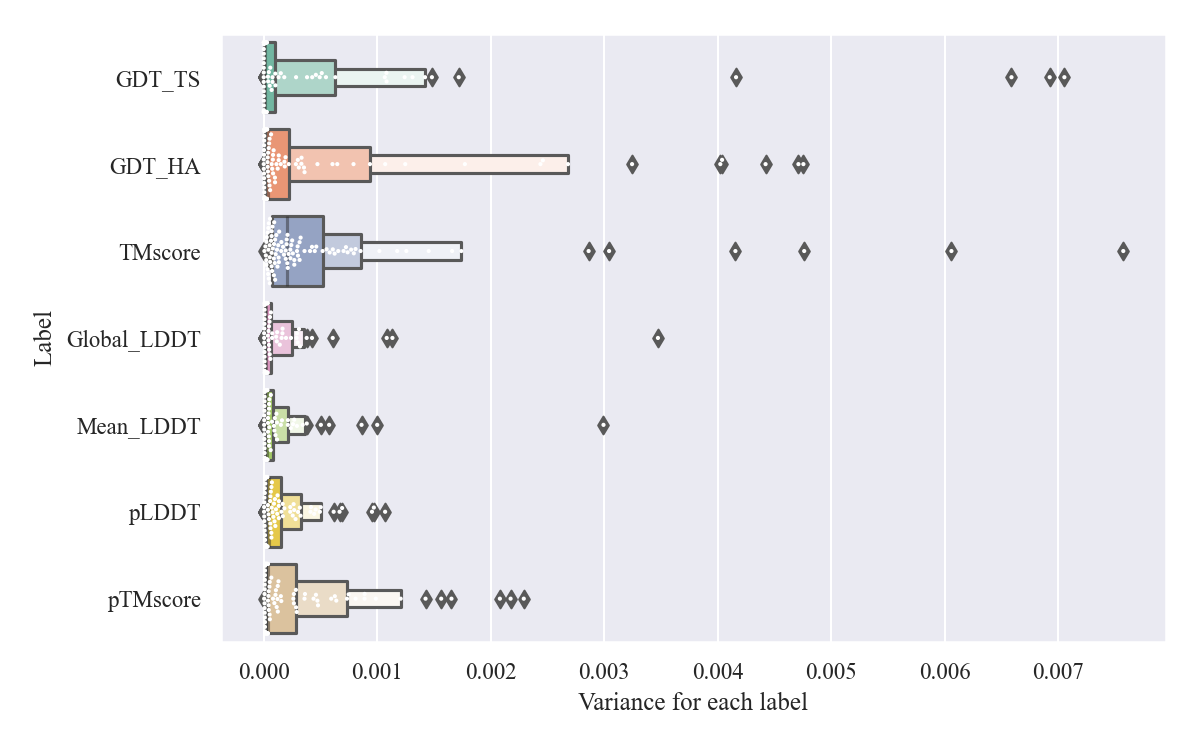 GDT_TS
GDT_HA
TMscore
Global_LDDT
Mean_LDDT
pLDDT
pTMscore
Label
0.000 0.001 0.002 0.003 0.004 0.005 0.006 0.007
Variance for each label